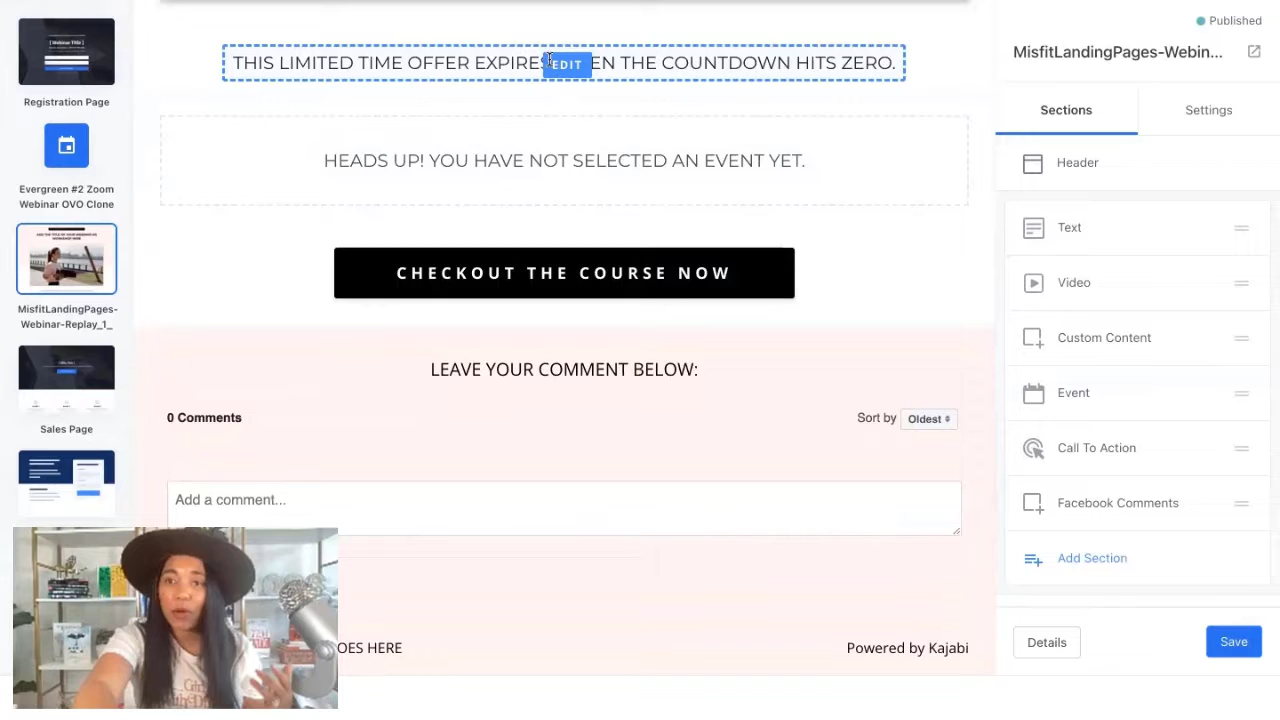 Registration Page
Evergreen #2 Zoom
Webinar OVO Clone
MisfitLandingPages-
Webinar-Replay_1_
Sales Page
THIS LIMITED TIME OFFER EXPIRES EN THE COUNTDOWN HITS ZERO.
EDIT
HEADS UP! YOU HAVE NOT SELECTED AN EVENT YET.
CHECKOUT THE COURSE NOW
LEAVE YOUR COMMENT BELOW:
0 Comments
Sort by Oldest
Add a comment...
OES HERE
Powered by Kajabi
Published
MisfitLandingPages-Webin...
Sections
Settings
Header
Text
Video
Custom Content
Event
Call To Action
Facebook Comments
Add Section
Details
Save